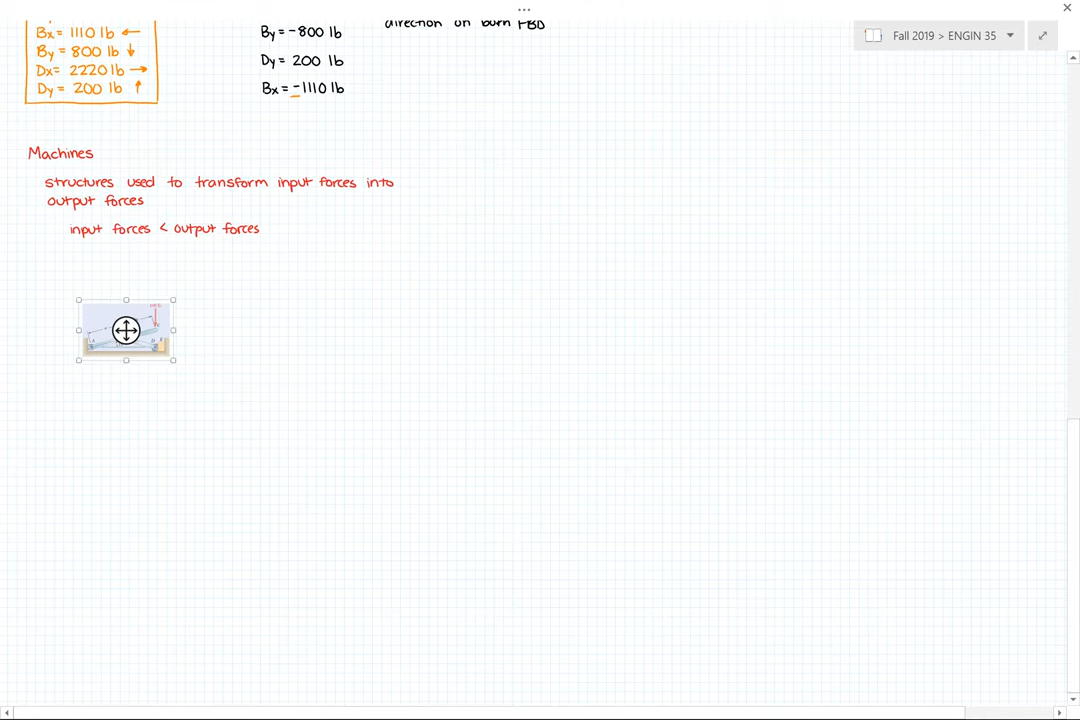 direction on both FBD
Bx = 1110 lb ←
By = 800 lb ↓
Dx = 2220 lb →
Dy = 200 lb ↑
By = -800 lb
Dy = 200 lb
Bx = -1110 lb
Fall 2019 > ENGIN 35
Machines
structures used to transform input forces into
output forces
input forces < output forces